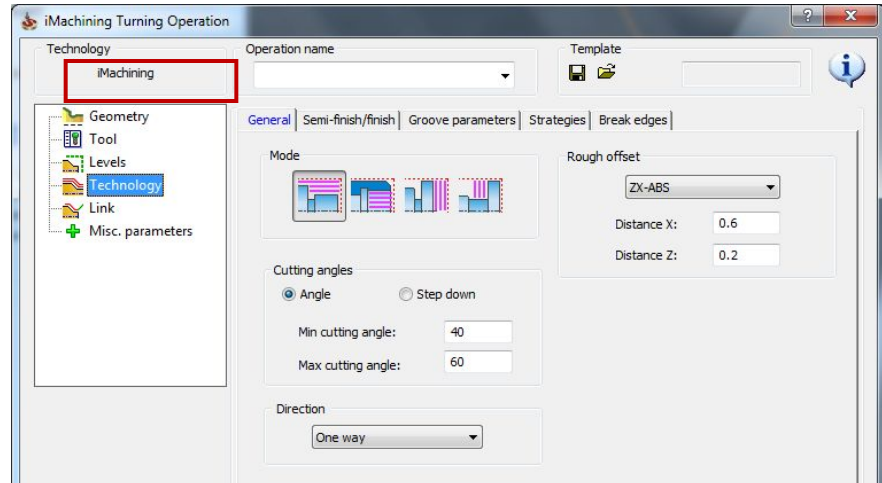 iMachining Turning Operation
Technology
iMachining
Operation name
Template
Geometry
Tool
Levels
Technology
Link
Misc. parameters
General Semi-finish/finish Groove parameters Strategies Break edges
Mode
Rough offset
ZX-ABS
Distance X: 0.6
Distance Z: 0.2
Cutting angles
Angle Step down
Min cutting angle: 40
Max cutting angle: 60
Direction
One way